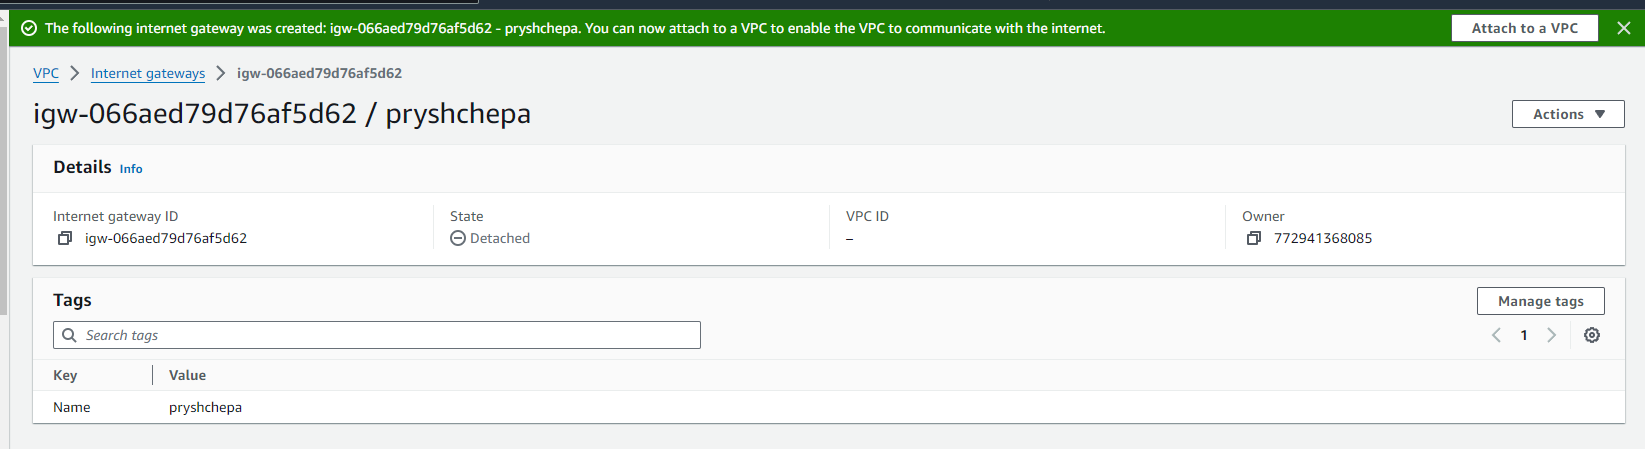 The following internet gateway was created: igw-066aed79d76af5d62 - pryshchepa. You can now attach to a VPC to enable the VPC to communicate with the internet.
Attach to a VPC
VPC
Internet gateways
igw-066aed79d76af5d62
igw-066aed79d76af5d62 / pryshchepa
Actions
Details Info
Internet gateway ID
igw-066aed79d76af5d62
State
Detached
VPC ID
–
Owner
772941368085
Tags
Manage tags
Search tags
1
Key
Value
Name
pryshchepa